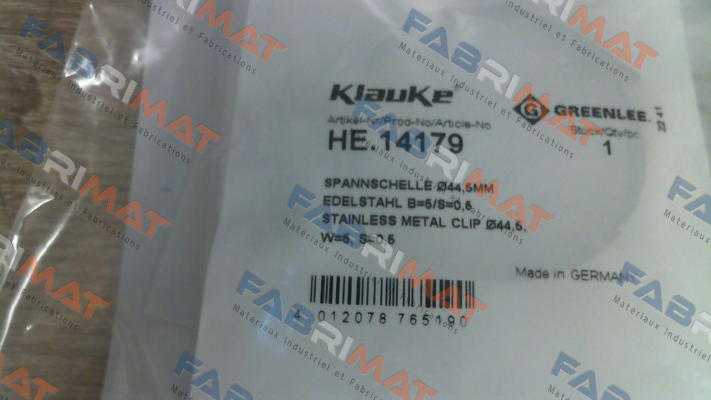 Klauke®
GREENLEE.
22/41
Artikel-Nr/Prod-No/Article-No
Stück/Qty/pc
HE.14179
1
SPANNSCHELLE Ø44,5MM
EDELSTAHL B=5/S=0,5
STAINLESS METAL CLIP Ø44,5,
W=5, S=0,5
Made in GERMANY
4 012078 765190
FABRIMAT
Matériaux Industriel et Fabrications